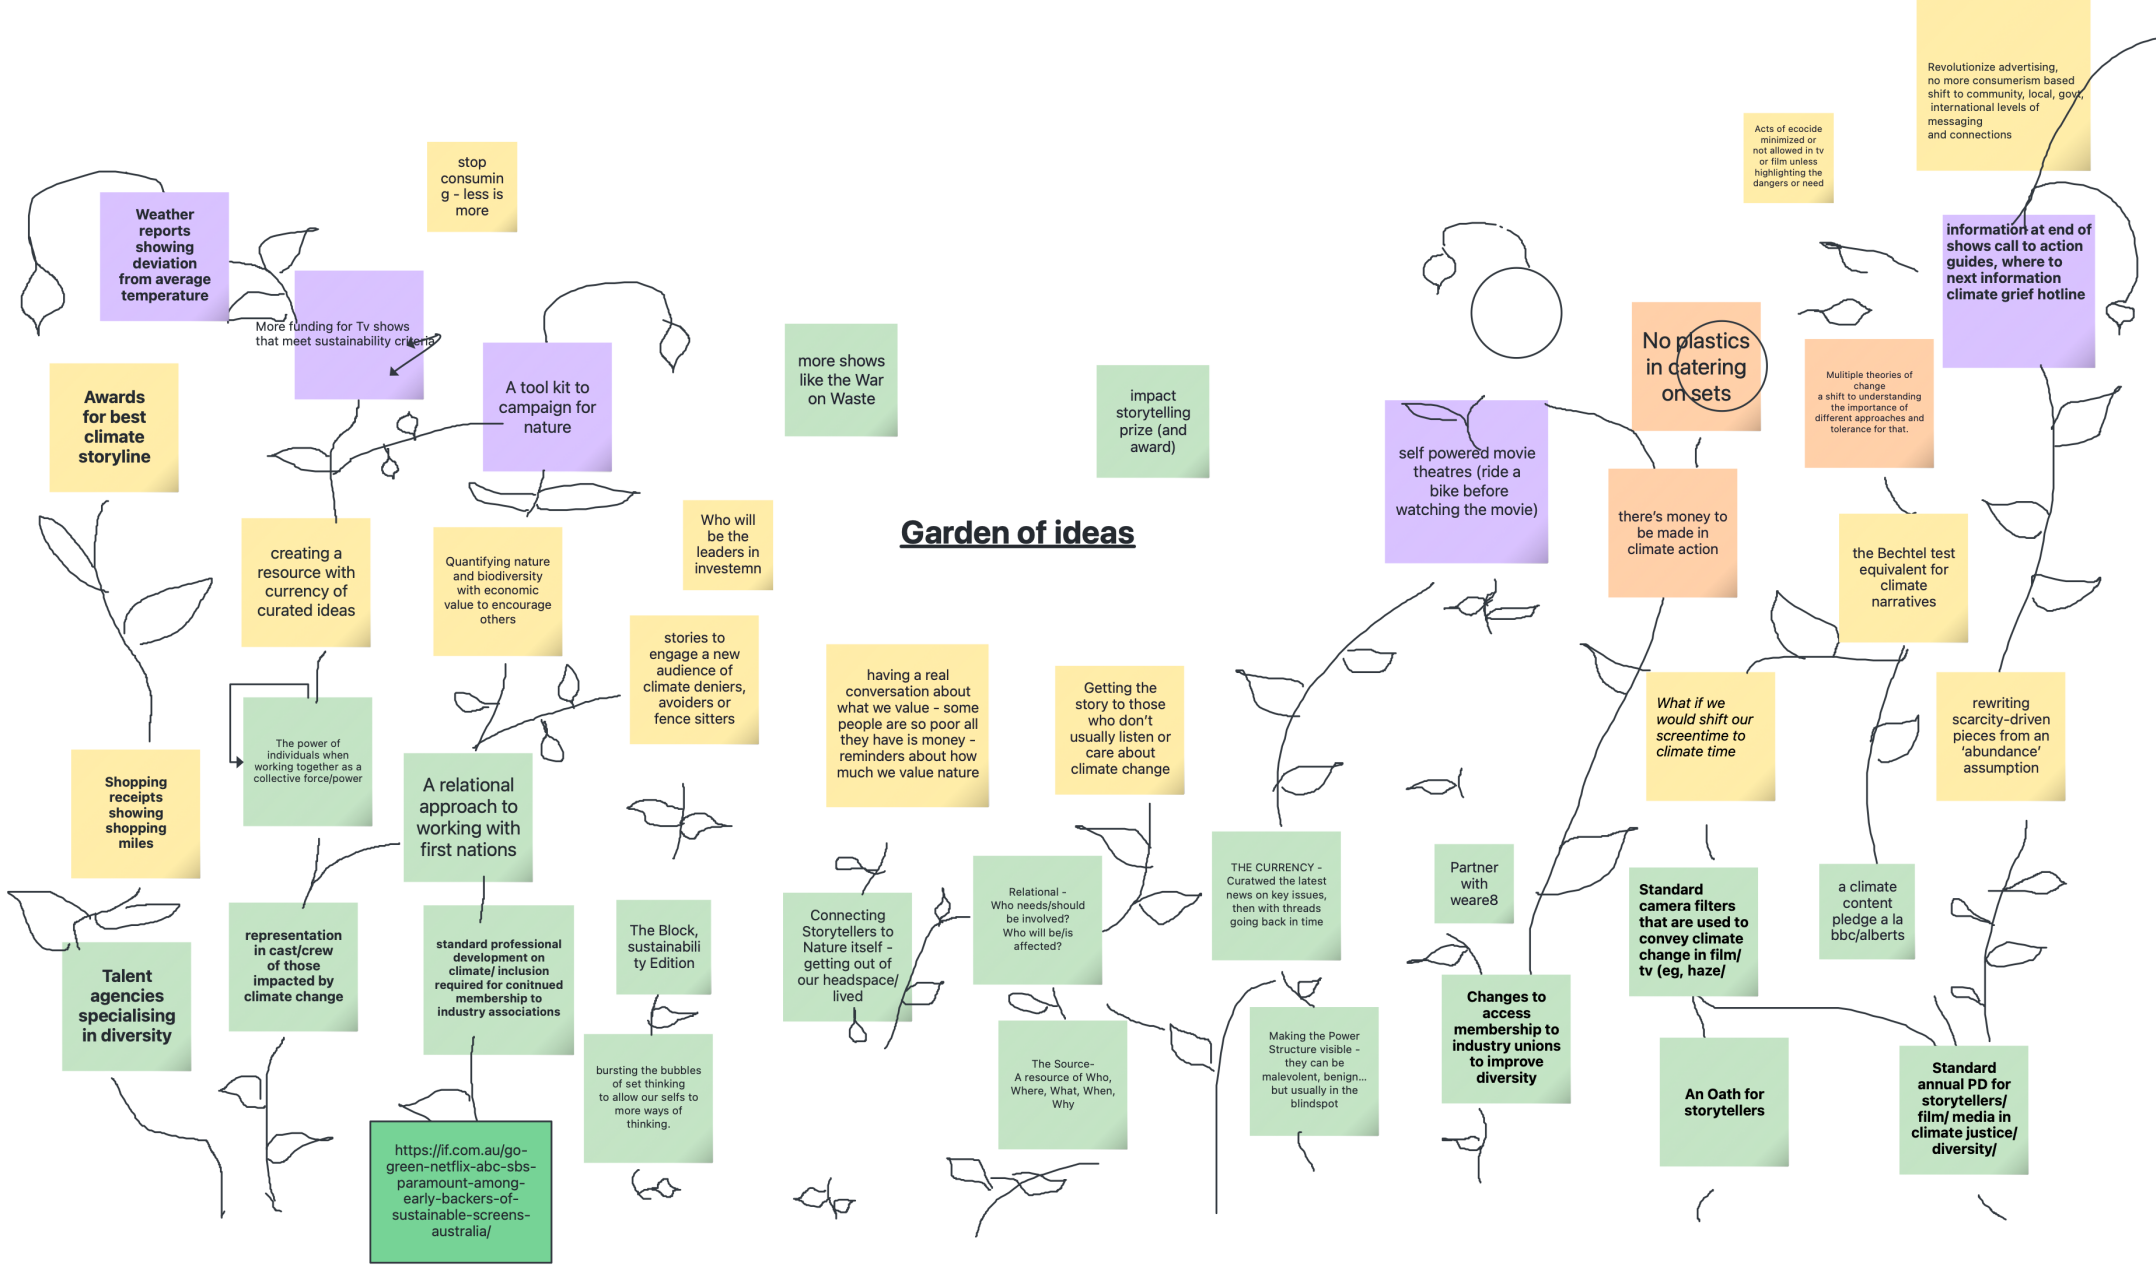 Revolutionize advertising,
no more consumerism based
shift to community, local, govt,
international levels of
messaging
and connections
Acts of ecocide
minimized or
not allowed in tv
or film unless
highlighting the
dangers or need
stop
consumin
g - less is
more
Weather
reports
showing
deviation
from average
temperature
information at end of
shows call to action
guides, where to
next information
climate grief hotline
More funding for Tv shows
that meet sustainability criteria
A tool kit to
campaign for
nature
more shows
like the War
on Waste
impact
storytelling
prize (and
award)
No plastics
in catering
on sets
Mulitiple theories of
change
a shift to understanding
the importance of
different approaches and
tolerance for that.
Awards
for best
climate
storyline
self powered movie
theatres (ride a
bike before
watching the movie)
there's money to
be made in
climate action
Garden of ideas
Who will
be the
leaders in
investemn
creating a
resource with
currency of
curated ideas
Quantifying nature
and biodiversity
with economic
value to encourage
others
the Bechtel test
equivalent for
climate
narratives
stories to
engage a new
audience of
climate deniers,
avoiders or
fence sitters
having a real
conversation about
what we value - some
people are so poor all
they have is money -
reminders about how
much we value nature
Getting the
story to those
who don't
usually listen or
care about
climate change
What if we
would shift our
screentime to
climate time
rewriting
scarcity-driven
pieces from an
‘abundance’
assumption
The power of
individuals when
working together as a
collective force/power
Shopping
receipts
showing
shopping
miles
A relational
approach to
working with
first nations
THE CURRENCY -
Curatwed the latest
news on key issues,
then with threads
going back in time
Partner
with
weare8
Relational -
Who needs/should
be involved?
Who will be/is
affected?
Standard
camera filters
that are used to
convey climate
change in film/
tv (eg, haze/
a climate
content
pledge a la
bbc/alberts
Connecting
Storytellers to
Nature itself -
getting out of
our headspace/
lived
The Block,
sustainabili
ty Edition
representation
in cast/crew
of those
impacted by
climate change
standard professional
development on
climate/ inclusion
required for conitnued
membership to
industry associations
Talent
agencies
specialising
in diversity
Changes to
access
membership to
industry unions
to improve
diversity
Making the Power
Structure visible -
they can be
malevolent, benign...
but usually in the
blindspot
The Source-
A resource of Who,
Where, What, When,
Why
bursting the bubbles
of set thinking
to allow our selfs to
more ways of
thinking.
An Oath for
storytellers
Standard
annual PD for
storytellers/
film/ media in
climate justice/
diversity/
https://if.com.au/go-
green-netflix-abc-sbs-
paramount-among-
early-backers-of-
sustainable-screens-
australia/